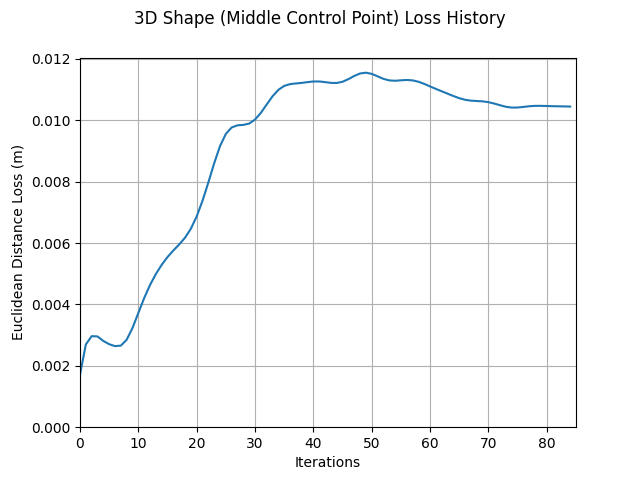 3D Shape (Middle Control Point) Loss History
0.012
0.010
0.008
0.006
0.004
0.002
0.000
Euclidean Distance Loss (m)
0 10 20 30 40 50 60 70 80
Iterations